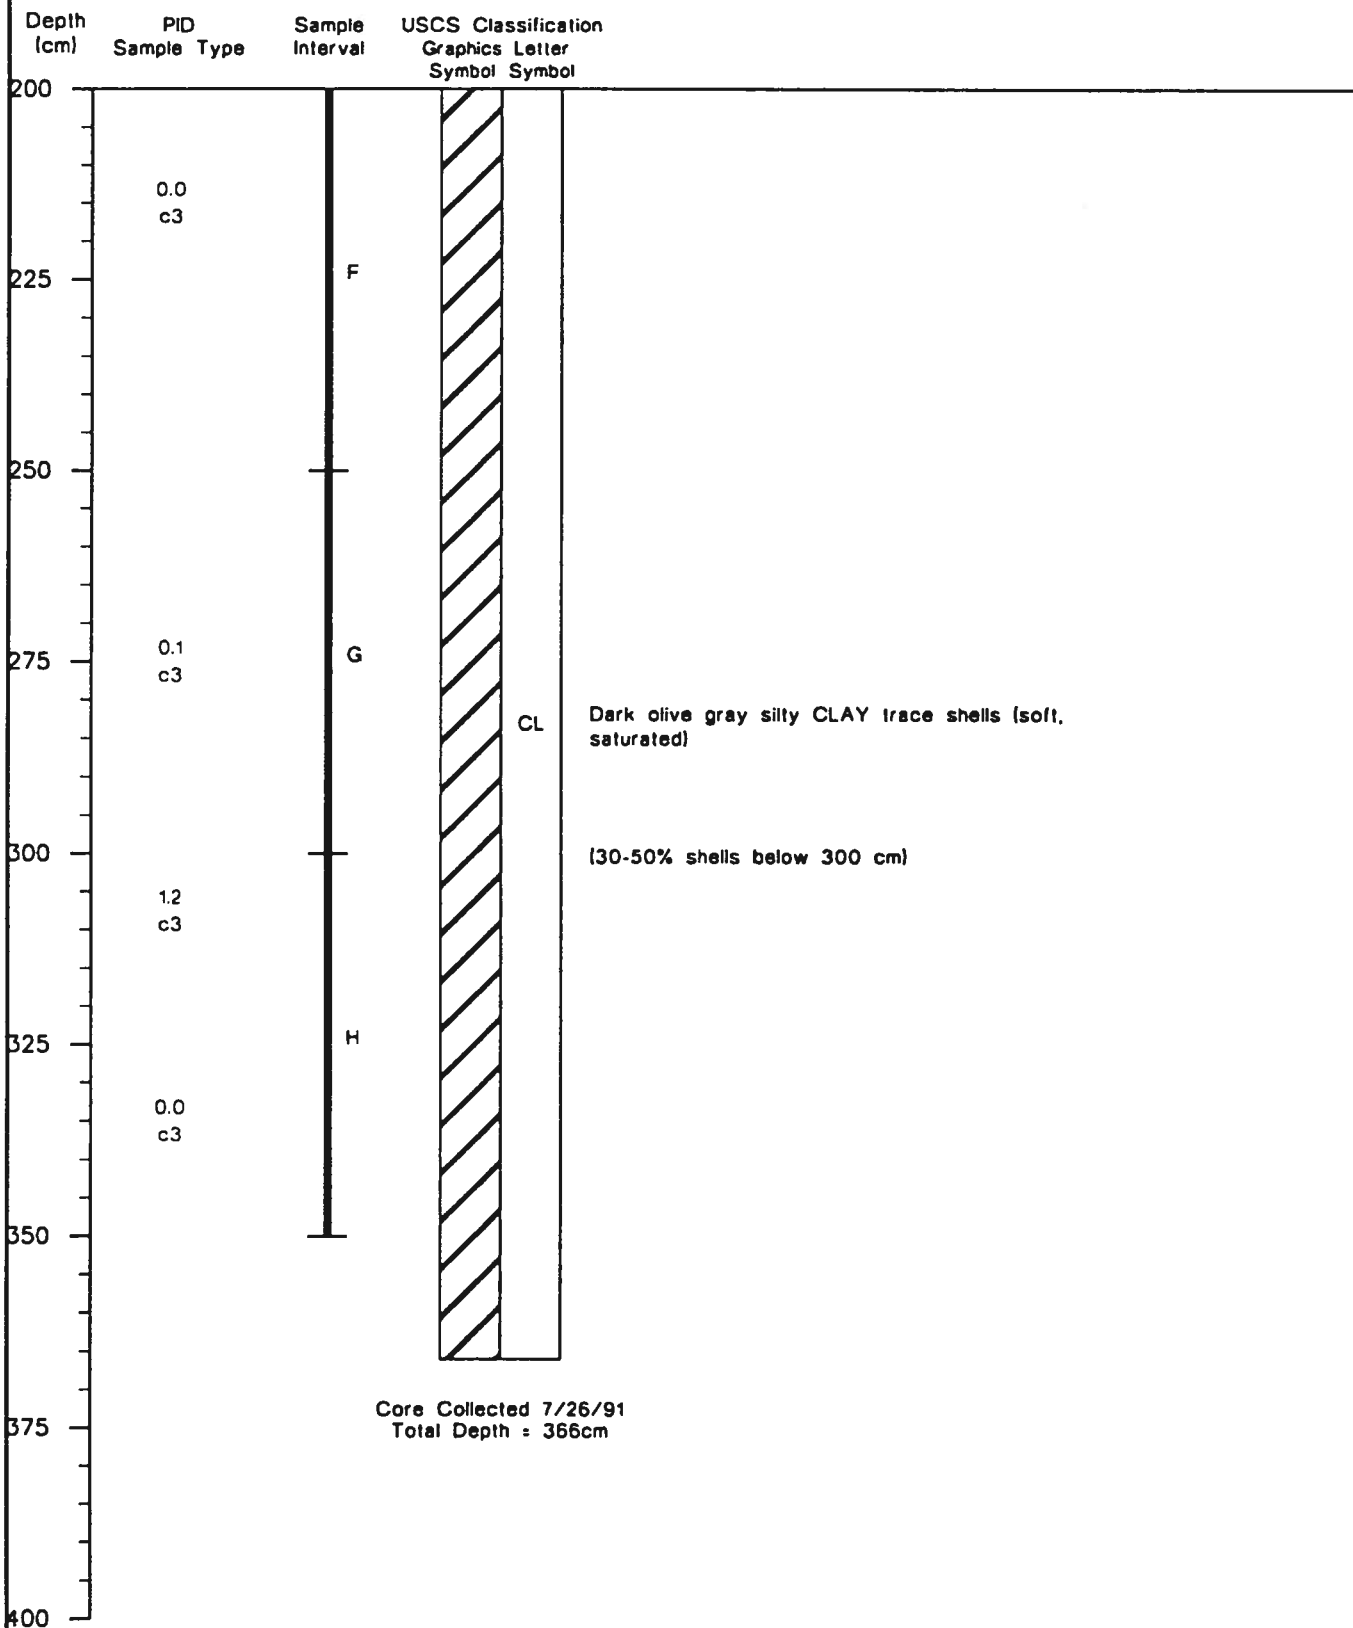 Depth
(cm)
PID
Sample Type
Sample
Interval
USCS Classification
Graphics Letter
Symbol Symbol
200
0.0
c3
F
225
250
0.1
c3
G
275
CL
Dark olive gray silty CLAY trace shells (soft,
saturated)
300
(30-50% shells below 300 cm)
1.2
c3
H
325
0.0
c3
350
Core Collected 7/26/91
Total Depth = 366cm
375
400